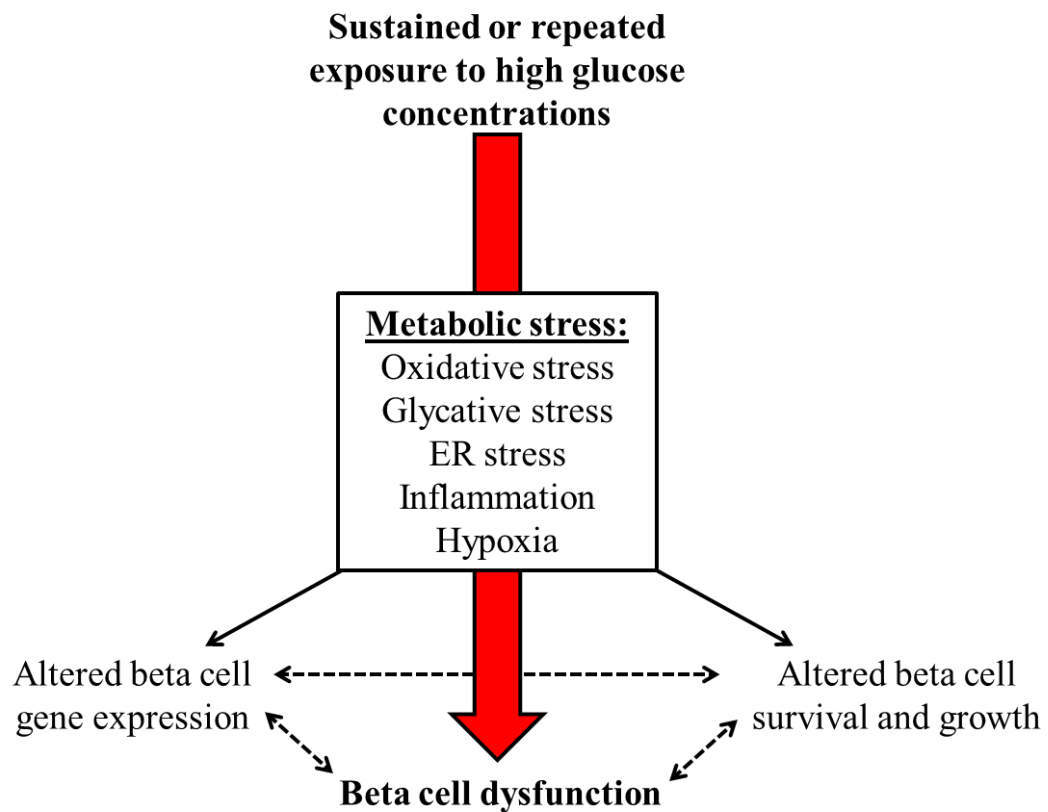 Sustained or repeated
exposure to high glucose
concentrations
Metabolic stress:
Oxidative stress
Glycative stress
ER stress
Inflammation
Hypoxia
Altered beta cell
gene expression
Altered beta cell
survival and growth
Beta cell dysfunction